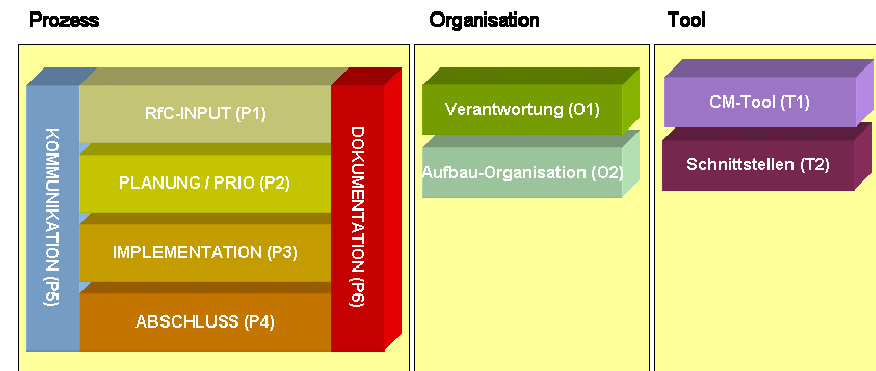 Prozess
Organisation
Tool
KOMMUNIKATION (P5)
RfC-INPUT (P1)
PLANUNG / PRIO (P2)
IMPLEMENTATION (P3)
ABSCHLUSS (P4)
DOKUMENTATION (P6)
Verantwortung (O1)
Aufbau-Organisation (O2)
CM-Tool (T1)
Schnittstellen (T2)